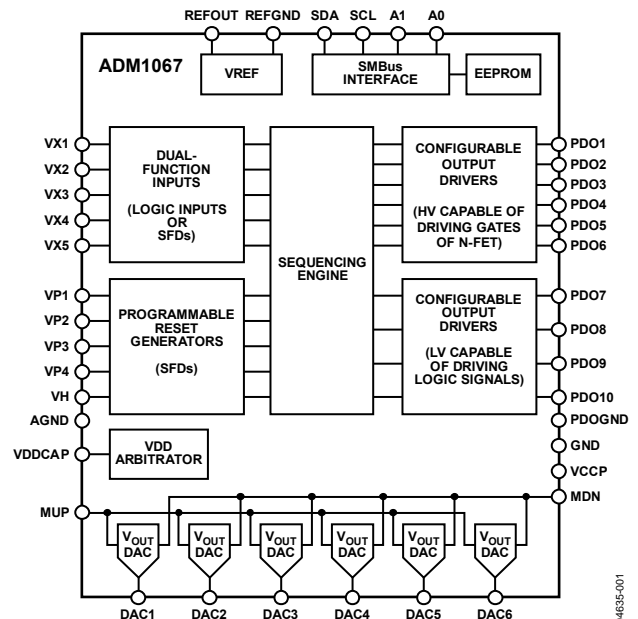 REFOUT REFGND SDA SCL A1 A0
ADM1067
VREF
SMBus
INTERFACE
EEPROM
VX1
VX2
VX3
VX4
VX5
DUAL-
FUNCTION
INPUTS
(LOGIC INPUTS
OR
SFDs)
VP1
VP2
VP3
VP4
VH
PROGRAMMABLE
RESET
GENERATORS
(SFDs)
SEQUENCING
ENGINE
CONFIGURABLE
OUTPUT
DRIVERS
(HV CAPABLE OF
DRIVING GATES
OF N-FET)
PDO1
PDO2
PDO3
PDO4
PDO5
PDO6
CONFIGURABLE
OUTPUT
DRIVERS
(LV CAPABLE
OF DRIVING
LOGIC SIGNALS)
PDO7
PDO8
PDO9
PDO10
AGND
VDDCAP
VDD
ARBITRATOR
PDOGND
GND
VCCP
MUP
MDN
VOUT
DAC
VOUT
DAC
VOUT
DAC
VOUT
DAC
VOUT
DAC
VOUT
DAC
DAC1 DAC2 DAC3 DAC4 DAC5 DAC6